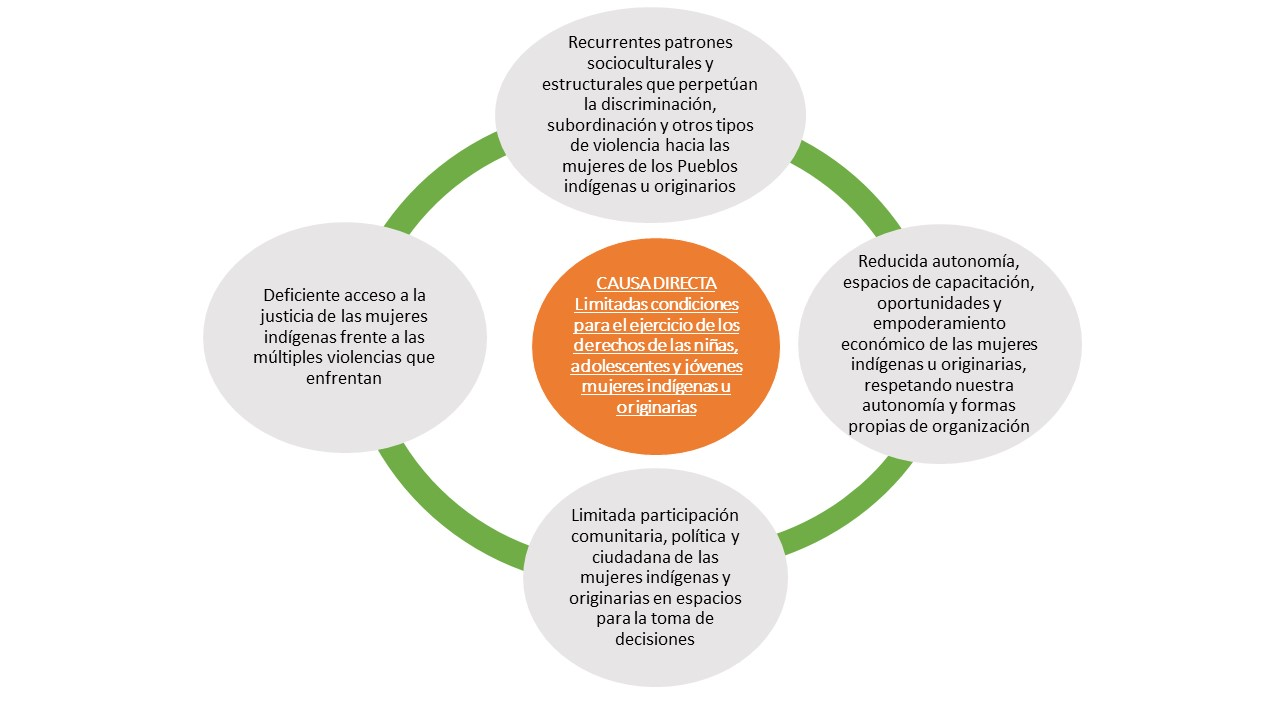 Recurrentes patrones
socioculturales y
estructurales que perpetúan
la discriminación,
subordinación y otros tipos
de violencia hacia las
mujeres de los Pueblos
indígenas u originarios
Deficiente acceso a la
justicia de las mujeres
indígenas frente a las
múltiples violencias que
enfrentan
CAUSA DIRECTA
Limitadas condiciones
para el ejercicio de los
derechos de las niñas,
adolescentes y jóvenes
mujeres indígenas u
originarias
Reducida autonomía,
espacios de capacitación,
oportunidades y
empoderamiento
económico de las mujeres
indígenas u originarias,
respetando nuestra
autonomía y formas
propias de organización
Limitada participación
comunitaria, política y
ciudadana de las
mujeres indígenas y
originarias en espacios
para la toma de
decisiones